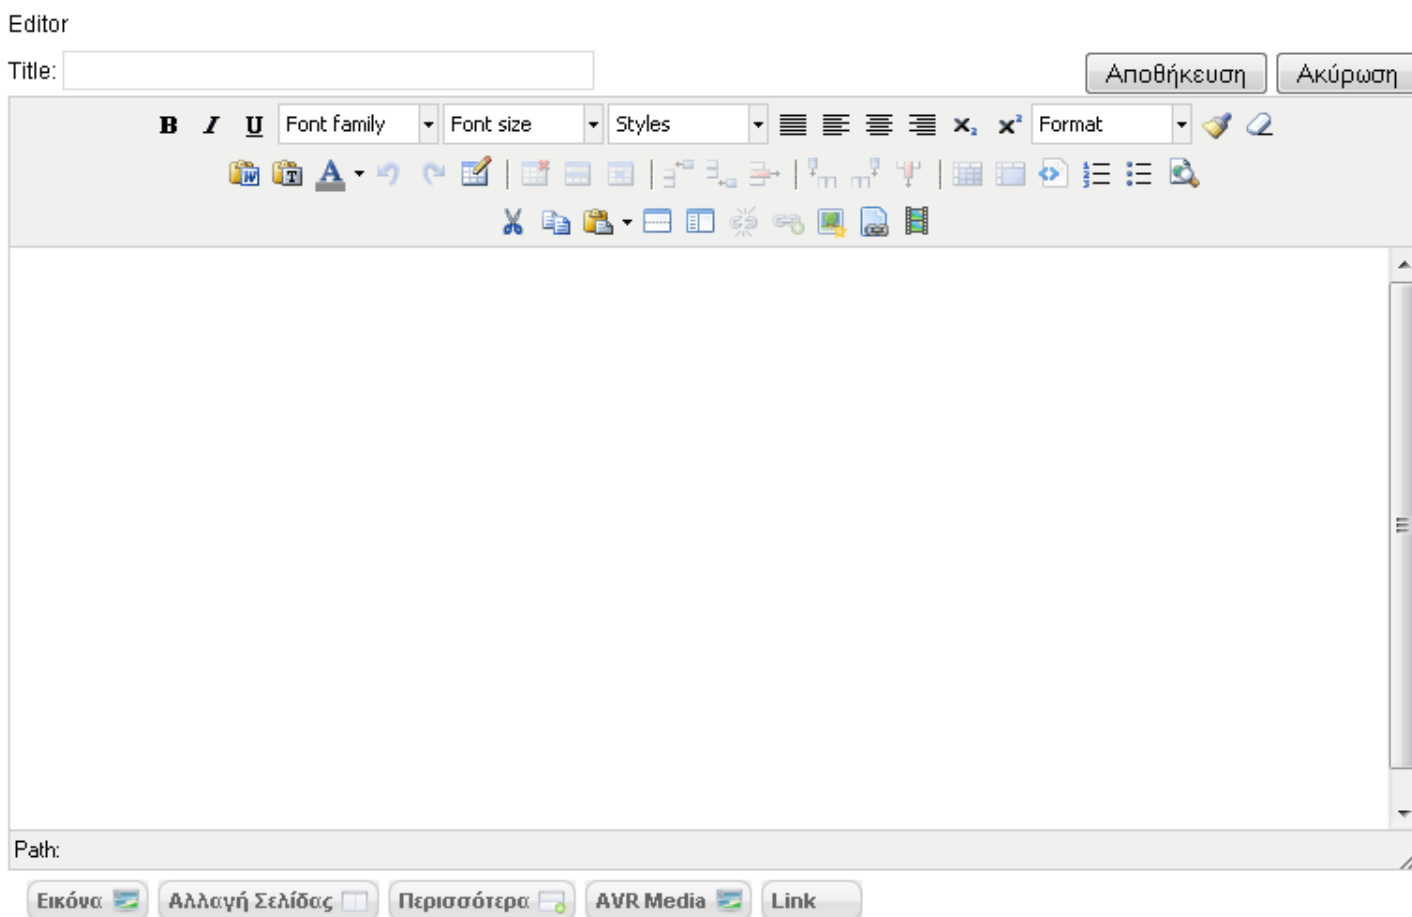 Editor
Title: Αποθήκευση Ακύρωση
B I U Font family Font size Styles x₂ x² Format
Path:
Εικόνα Αλλαγή Σελίδας Περισσότερα AVR Media Link